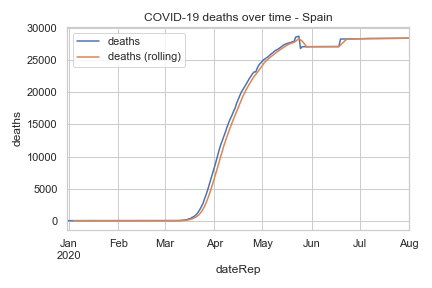 COVID-19 deaths over time - Spain
deaths
deaths (rolling)
30000
25000
20000
15000
10000
5000
0
deaths
Jan Feb Mar Apr May Jun Jul Aug
2020
dateRep